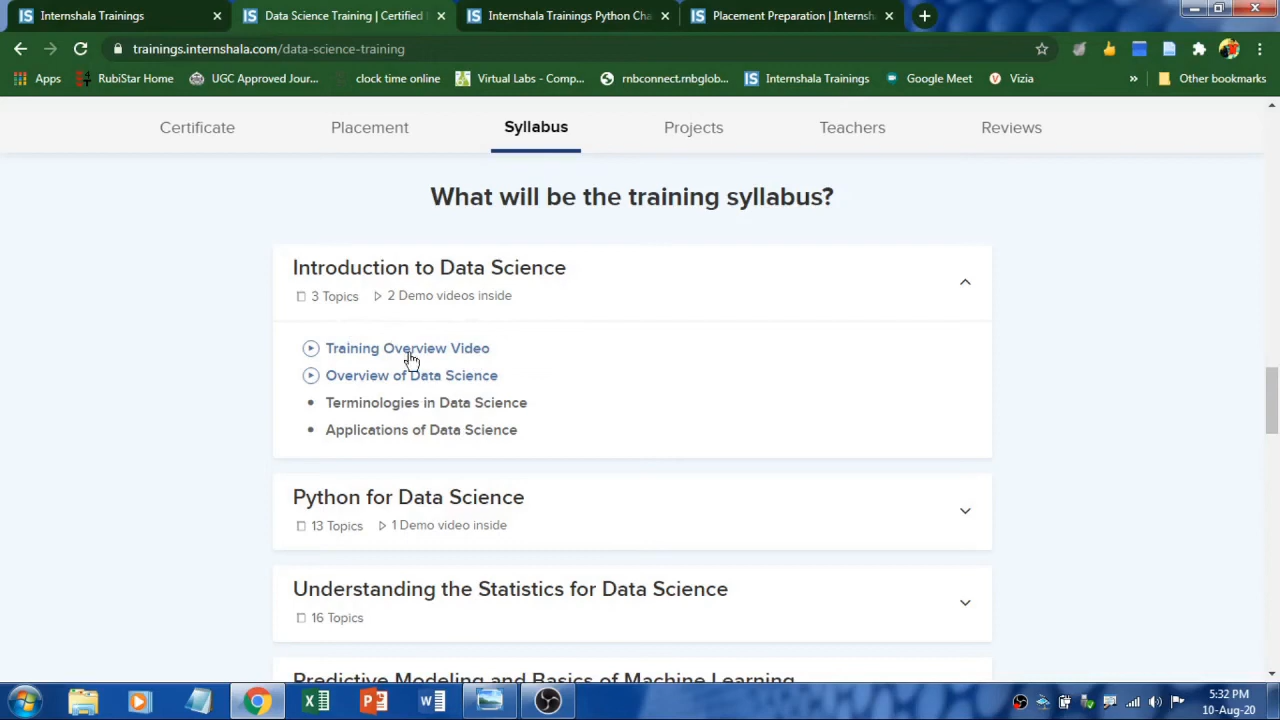 Internshala Trainings
Data Science Training | Certified
Internshala Trainings Python Cha
Placement Preparation | Internsh
trainings.internshala.com/data-science-training
Apps
RubiStar Home
UGC Approved Jour...
clock time online
Virtual Labs - Comp...
rnbconnect.rnbglob...
Internshala Trainings
Google Meet
Vizia
»
Other bookmarks
Certificate
Placement
Syllabus
Projects
Teachers
Reviews
What will be the training syllabus?
Introduction to Data Science
3 Topics 2 Demo videos inside
Training Overview Video
Overview of Data Science
• Terminologies in Data Science
• Applications of Data Science
Python for Data Science
13 Topics 1 Demo video inside
Understanding the Statistics for Data Science
16 Topics
Predictive Modeling and Basics of Machine Learning
5:32 PM
10-Aug-20